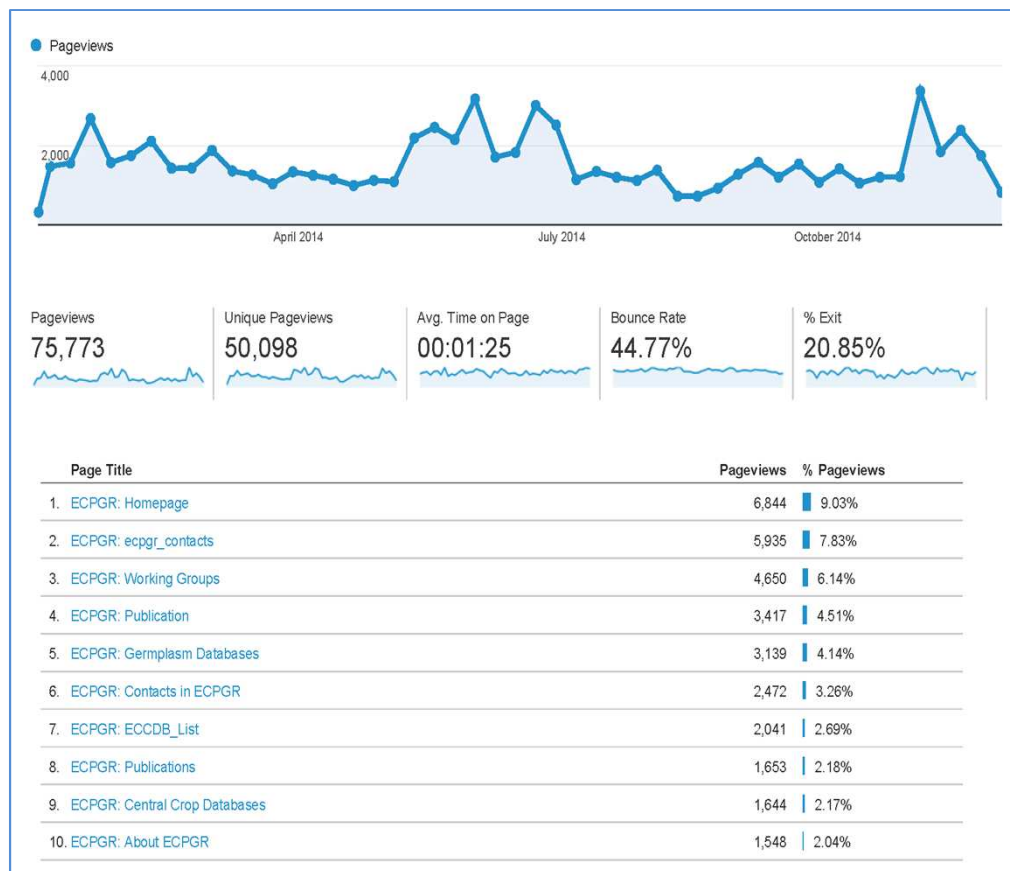 Pageviews
4,000
2,000
April 2014 July 2014 October 2014
Pageviews Unique Pageviews Avg. Time on Page Bounce Rate % Exit
75,773 50,098 00:01:25 44.77% 20.85%
Page Title Pageviews % Pageviews
1. ECPGR: Homepage 6,844 9.03%
2. ECPGR: ecpgr_contacts 5,935 7.83%
3. ECPGR: Working Groups 4,650 6.14%
4. ECPGR: Publication 3,417 4.51%
5. ECPGR: Germplasm Databases 3,139 4.14%
6. ECPGR: Contacts in ECPGR 2,472 3.26%
7. ECPGR: ECCDB_List 2,041 2.69%
8. ECPGR: Publications 1,653 2.18%
9. ECPGR: Central Crop Databases 1,644 2.17%
10. ECPGR: About ECPGR 1,548 2.04%